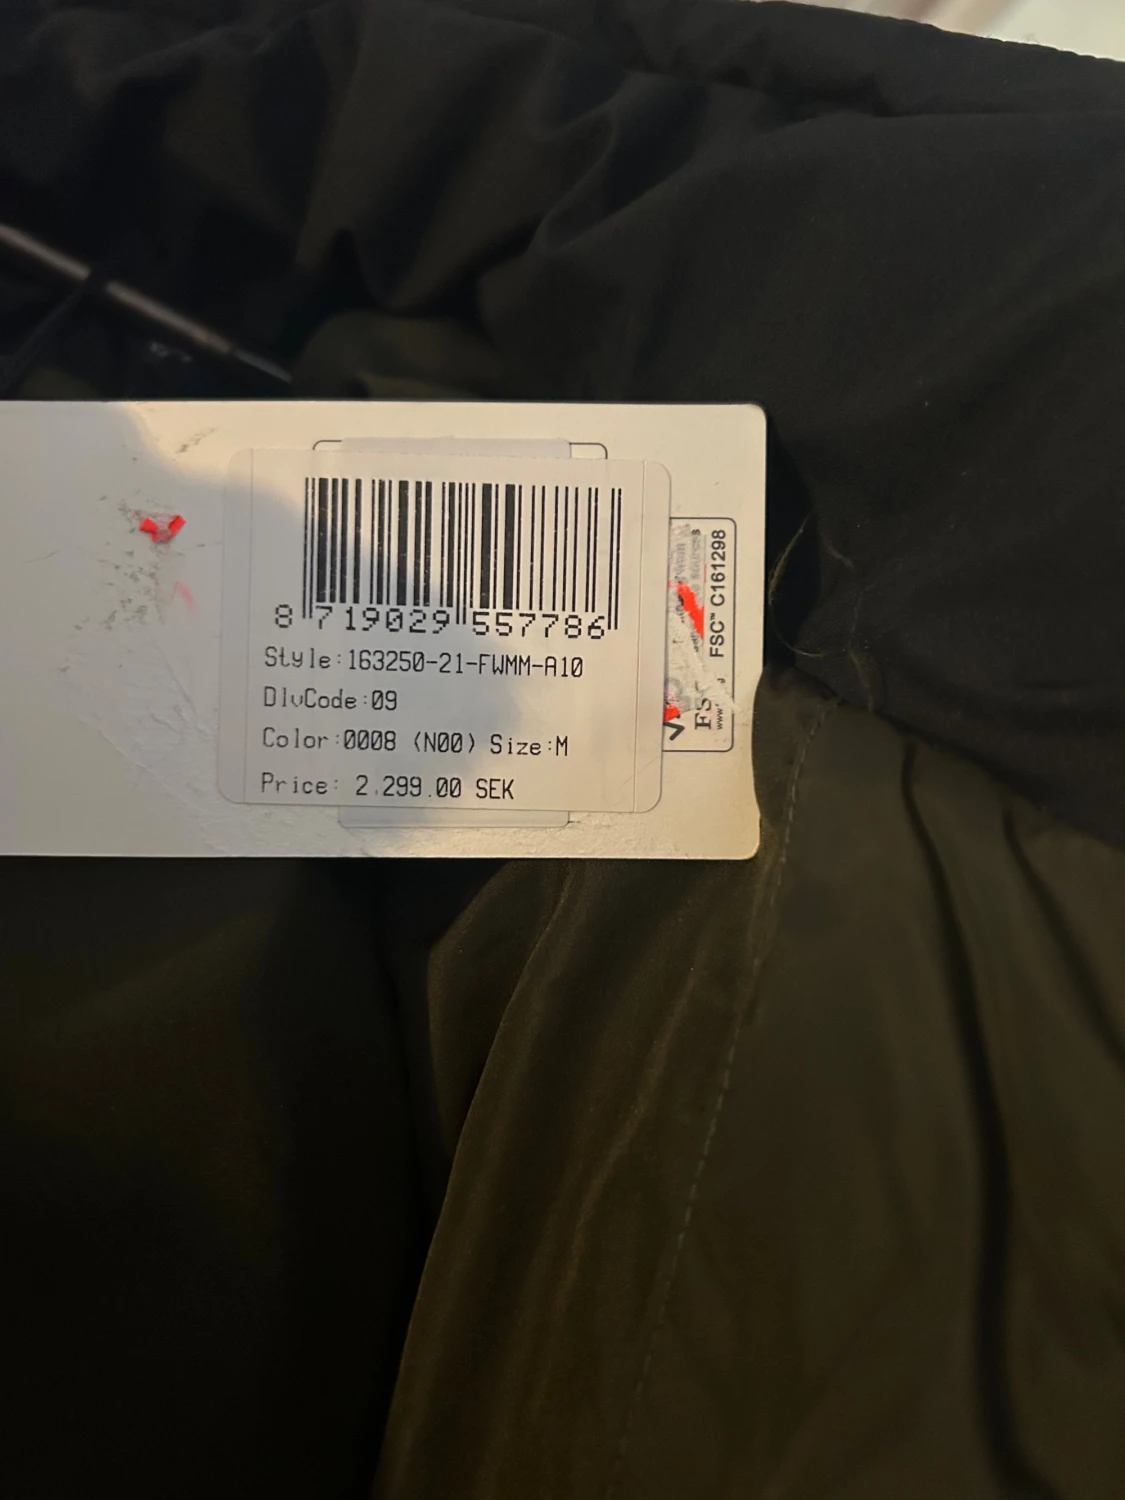 8 719029 557786
Style:163250-21-FWMM-A10
DlvCode:09
Color:0008 (N00) Size:M
Price: 2.299.00 SEK
FSC™ C161298